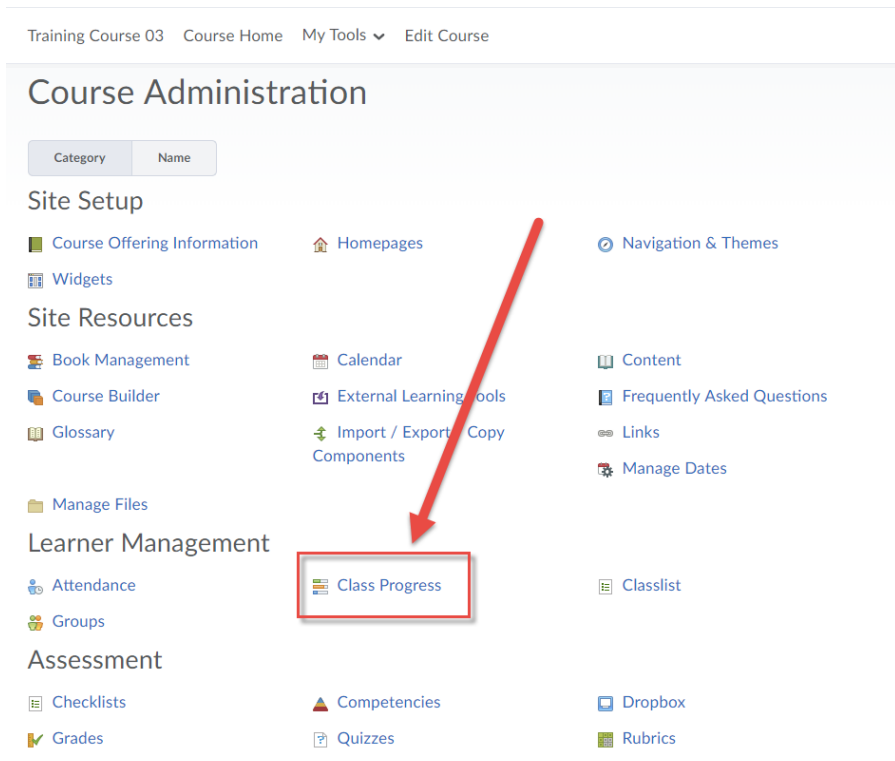 Training Course 03 Course Home My Tools Edit Course
Course Administration
Category Name
Site Setup
Course Offering Information Homepages Navigation & Themes
Widgets
Site Resources
Book Management Calendar Content
Course Builder External Learning Tools Frequently Asked Questions
Glossary Import / Export / Copy Links
Components
Manage Dates
Manage Files
Learner Management
Attendance Class Progress Classlist
Groups
Assessment
Checklists Competencies Dropbox
Grades Quizzes Rubrics